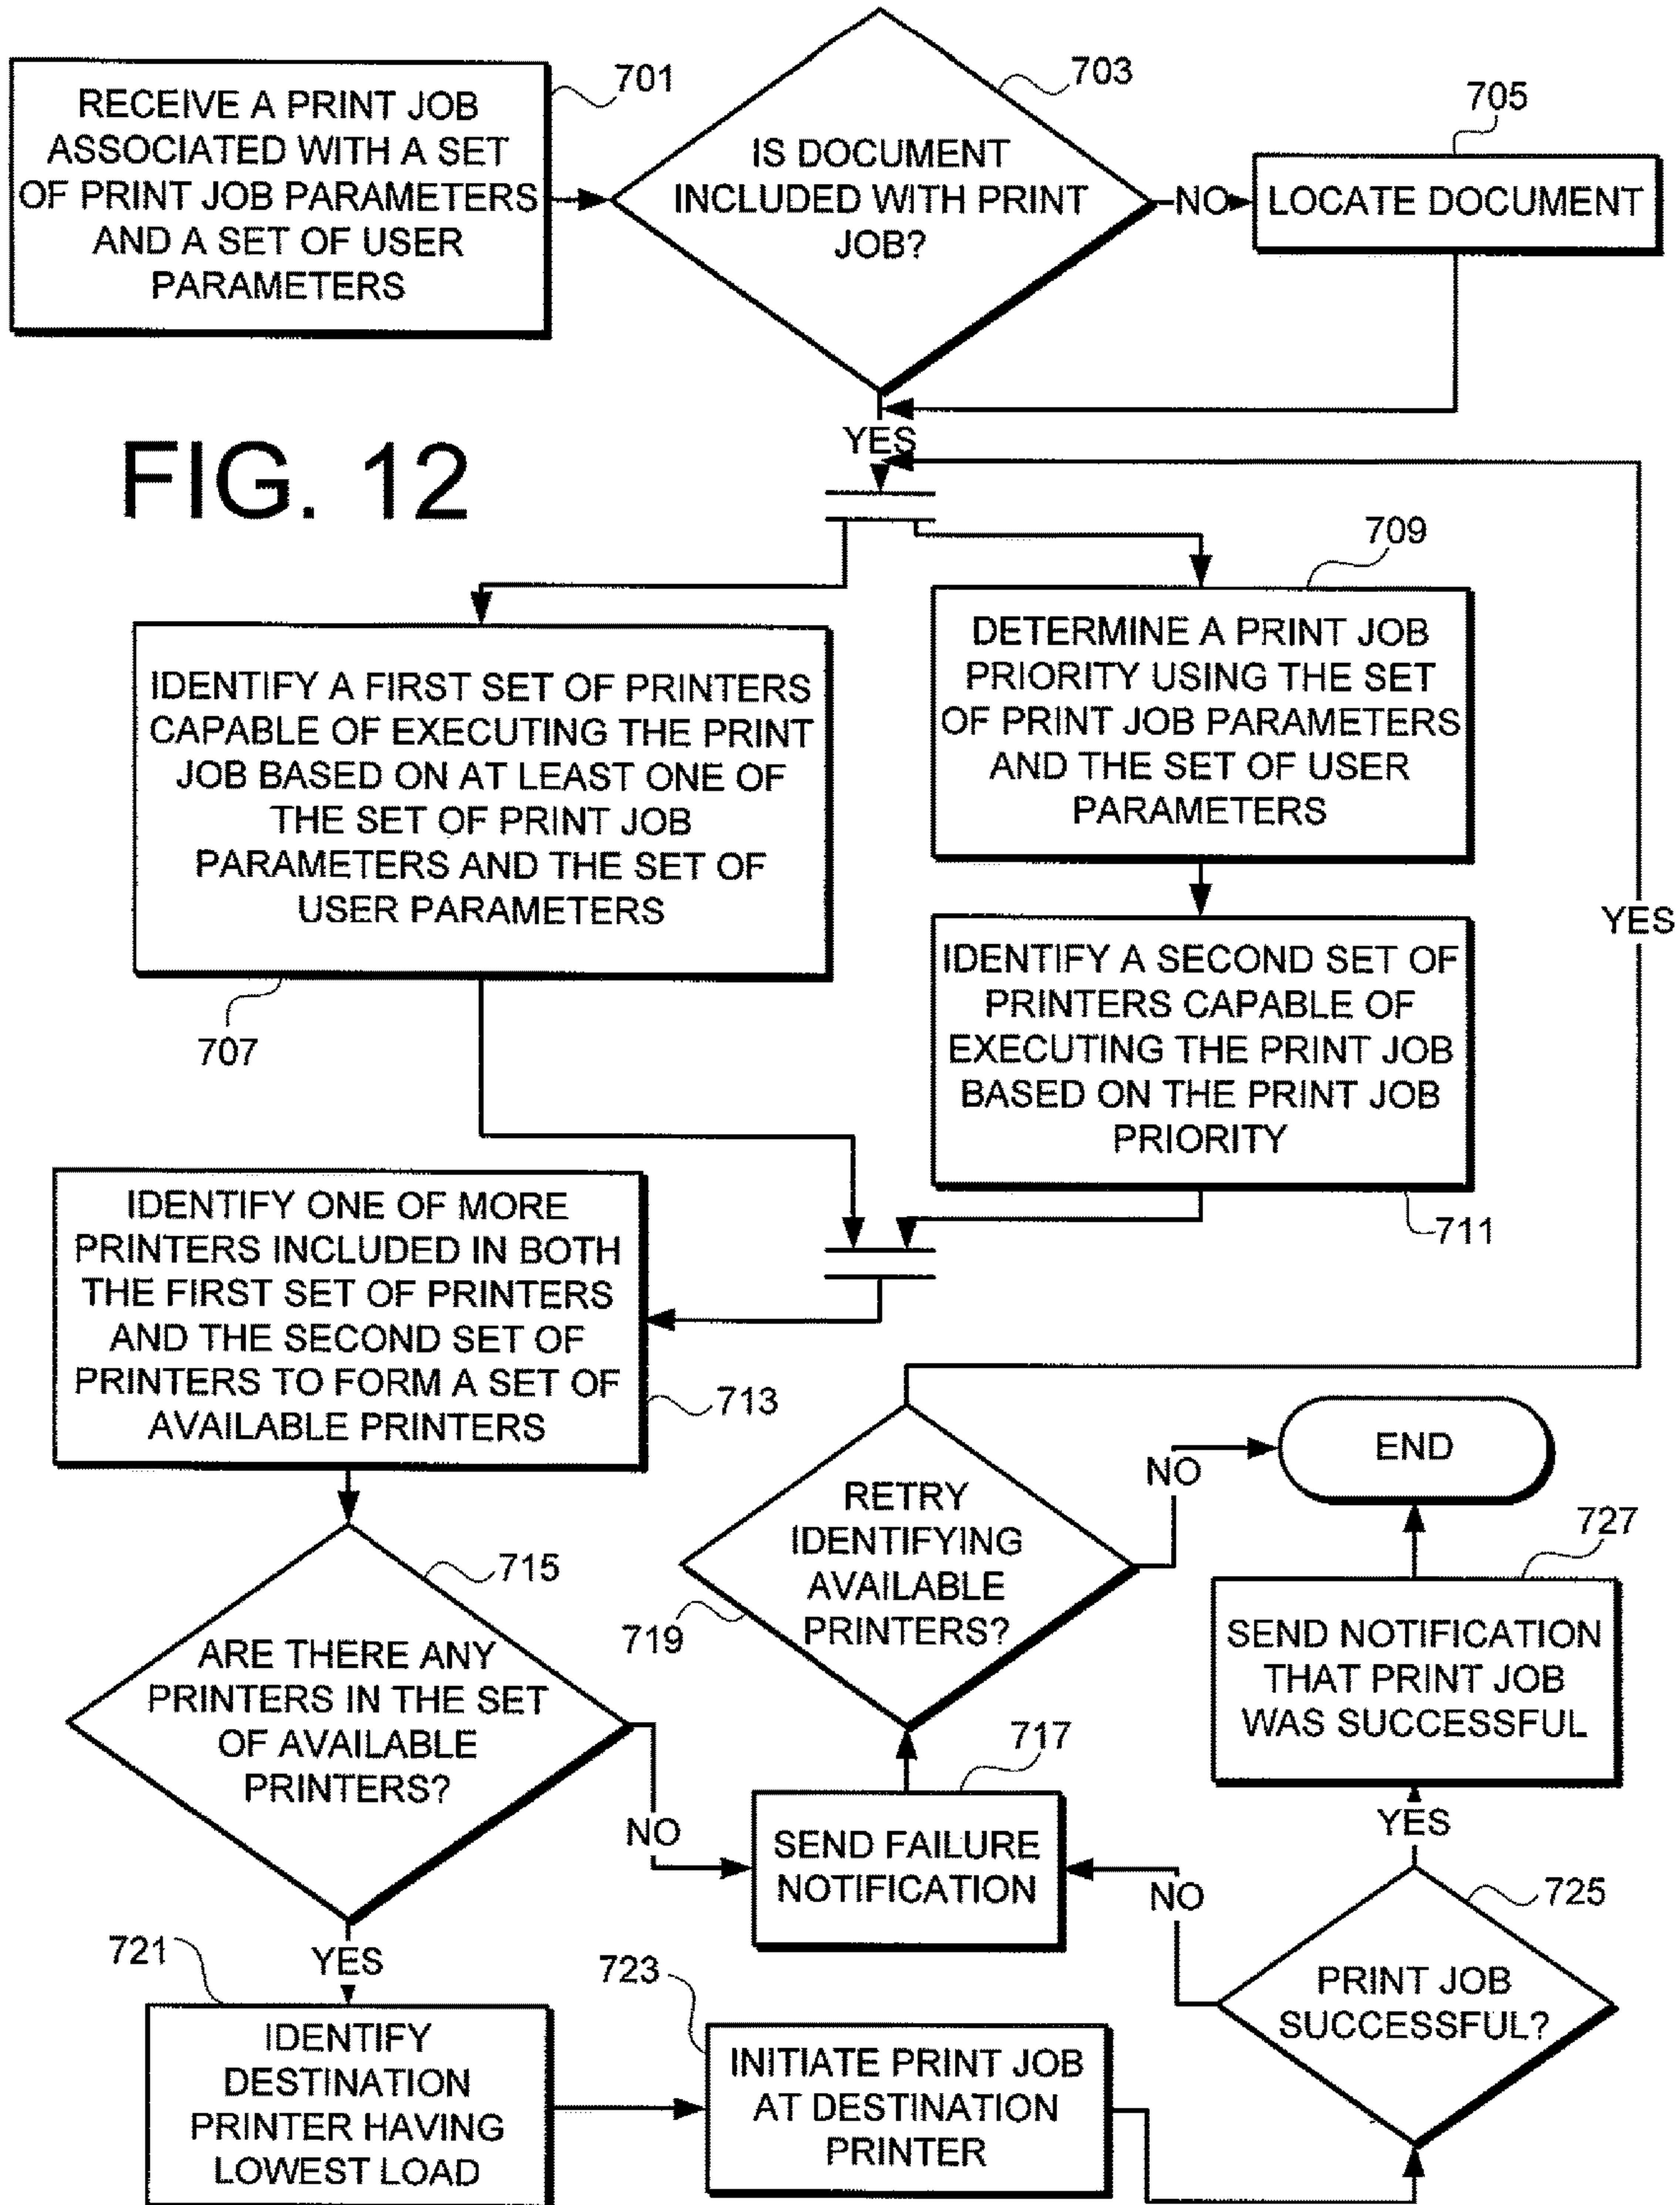 701
RECEIVE A PRINT JOB
ASSOCIATED WITH A SET
OF PRINT JOB PARAMETERS
AND A SET OF USER
PARAMETERS
703
IS DOCUMENT
INCLUDED WITH PRINT
JOB?
NO
705
LOCATE DOCUMENT
YES
FIG. 12
709
DETERMINE A PRINT JOB
PRIORITY USING THE SET
OF PRINT JOB PARAMETERS
AND THE SET OF USER
PARAMETERS
IDENTIFY A FIRST SET OF PRINTERS
CAPABLE OF EXECUTING THE PRINT
JOB BASED ON AT LEAST ONE OF
THE SET OF PRINT JOB
PARAMETERS AND THE SET OF
USER PARAMETERS
707
YES
IDENTIFY A SECOND SET OF
PRINTERS CAPABLE OF
EXECUTING THE PRINT JOB
BASED ON THE PRINT JOB
PRIORITY
711
IDENTIFY ONE OF MORE
PRINTERS INCLUDED IN BOTH
THE FIRST SET OF PRINTERS
AND THE SECOND SET OF
PRINTERS TO FORM A SET OF
AVAILABLE PRINTERS
713
RETRY
IDENTIFYING
AVAILABLE
PRINTERS?
719
NO
END
727
SEND NOTIFICATION
THAT PRINT JOB
WAS SUCCESSFUL
715
ARE THERE ANY
PRINTERS IN THE SET
OF AVAILABLE
PRINTERS?
NO
717
SEND FAILURE
NOTIFICATION
YES
NO
725
PRINT JOB
SUCCESSFUL?
YES
721
IDENTIFY
DESTINATION
PRINTER HAVING
LOWEST LOAD
723
INITIATE PRINT JOB
AT DESTINATION
PRINTER